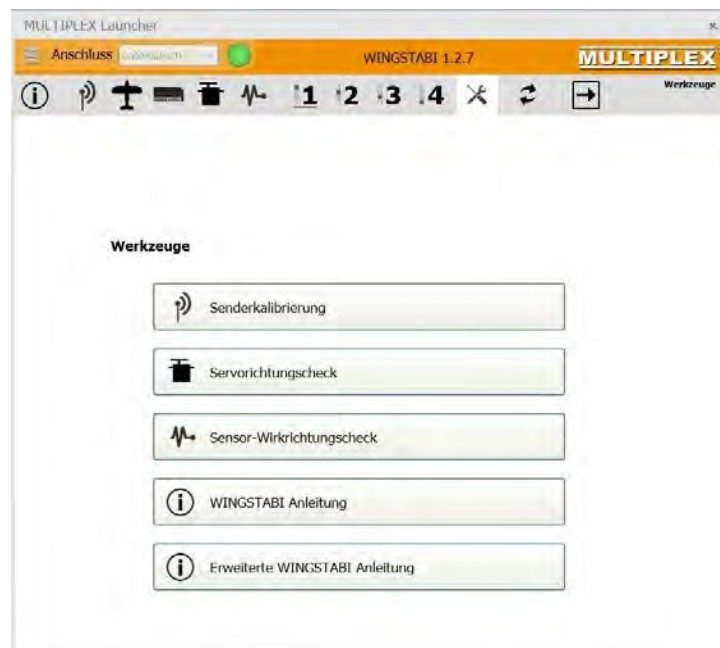 MULTIPLEX Launcher
Anschluss
WINGSTABI 1.2.7
MULTIPLEX
1 2 3 4
Werkzeuge
Werkzeuge
Senderkalibrierung
Servorichtungscheck
Sensor-Wirkrichtungscheck
WINGSTABI Anleitung
Erweiterte WINGSTABI Anleitung